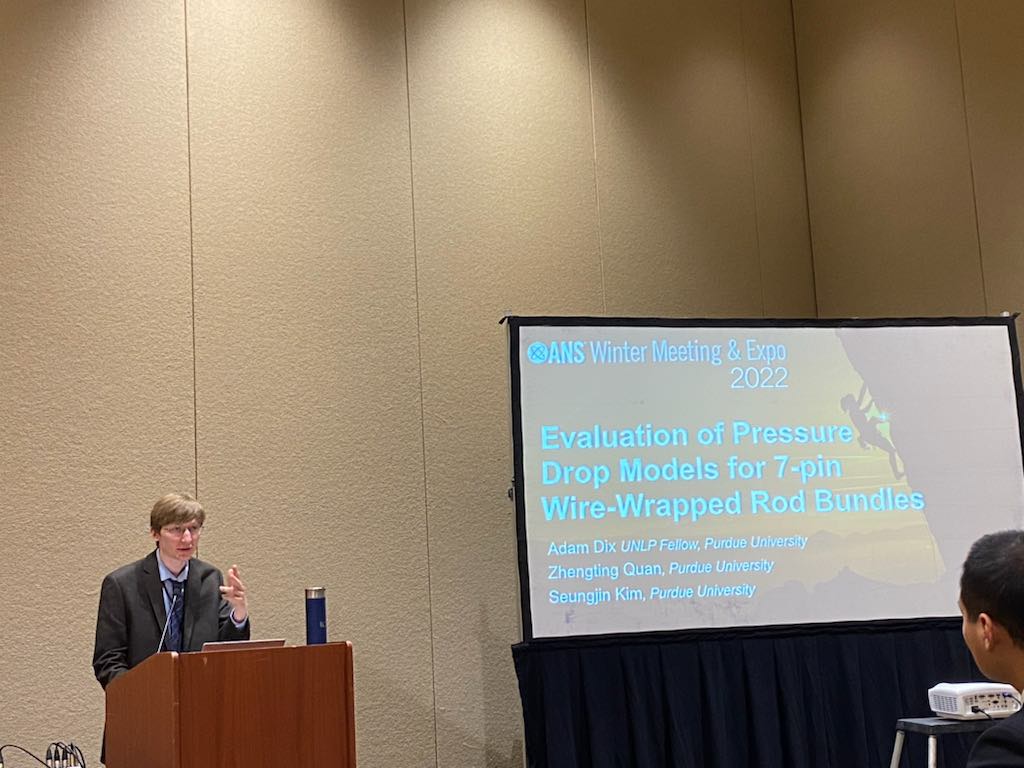 ANS Winter Meeting & Expo
2022
Evaluation of Pressure
Drop Models for 7-pin
Wire-Wrapped Rod Bundles
Adam Dix UNLP Fellow, Purdue University
Zhengting Quan, Purdue University
Seungjin Kim, Purdue University